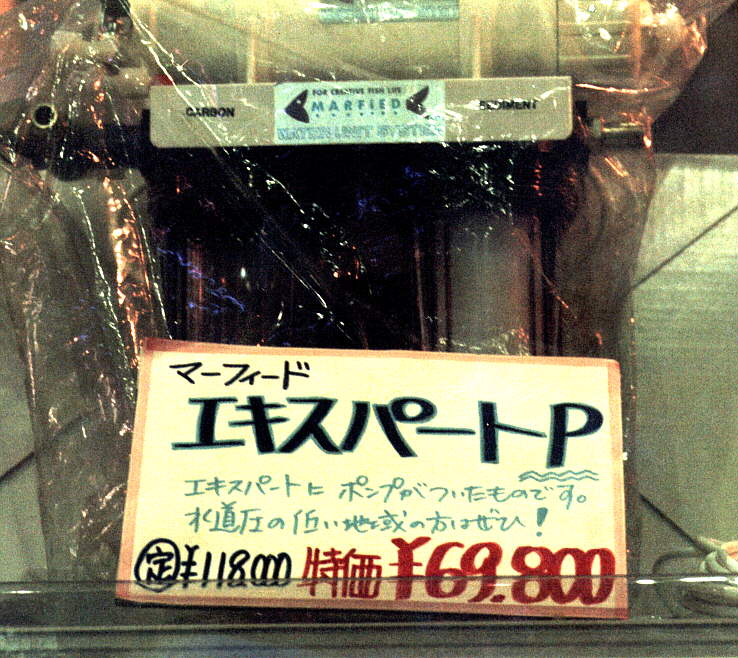 FOR CREATIVE FISH LIFE
CARBON MARFIED SEDIMENT
WATER UNIT SYSTEM
マーフィード
エキスパートP
エキスパートに ポンプがついたものです。
水道圧の低い地域の方はぜひ!
定¥118,000 特価¥69.800